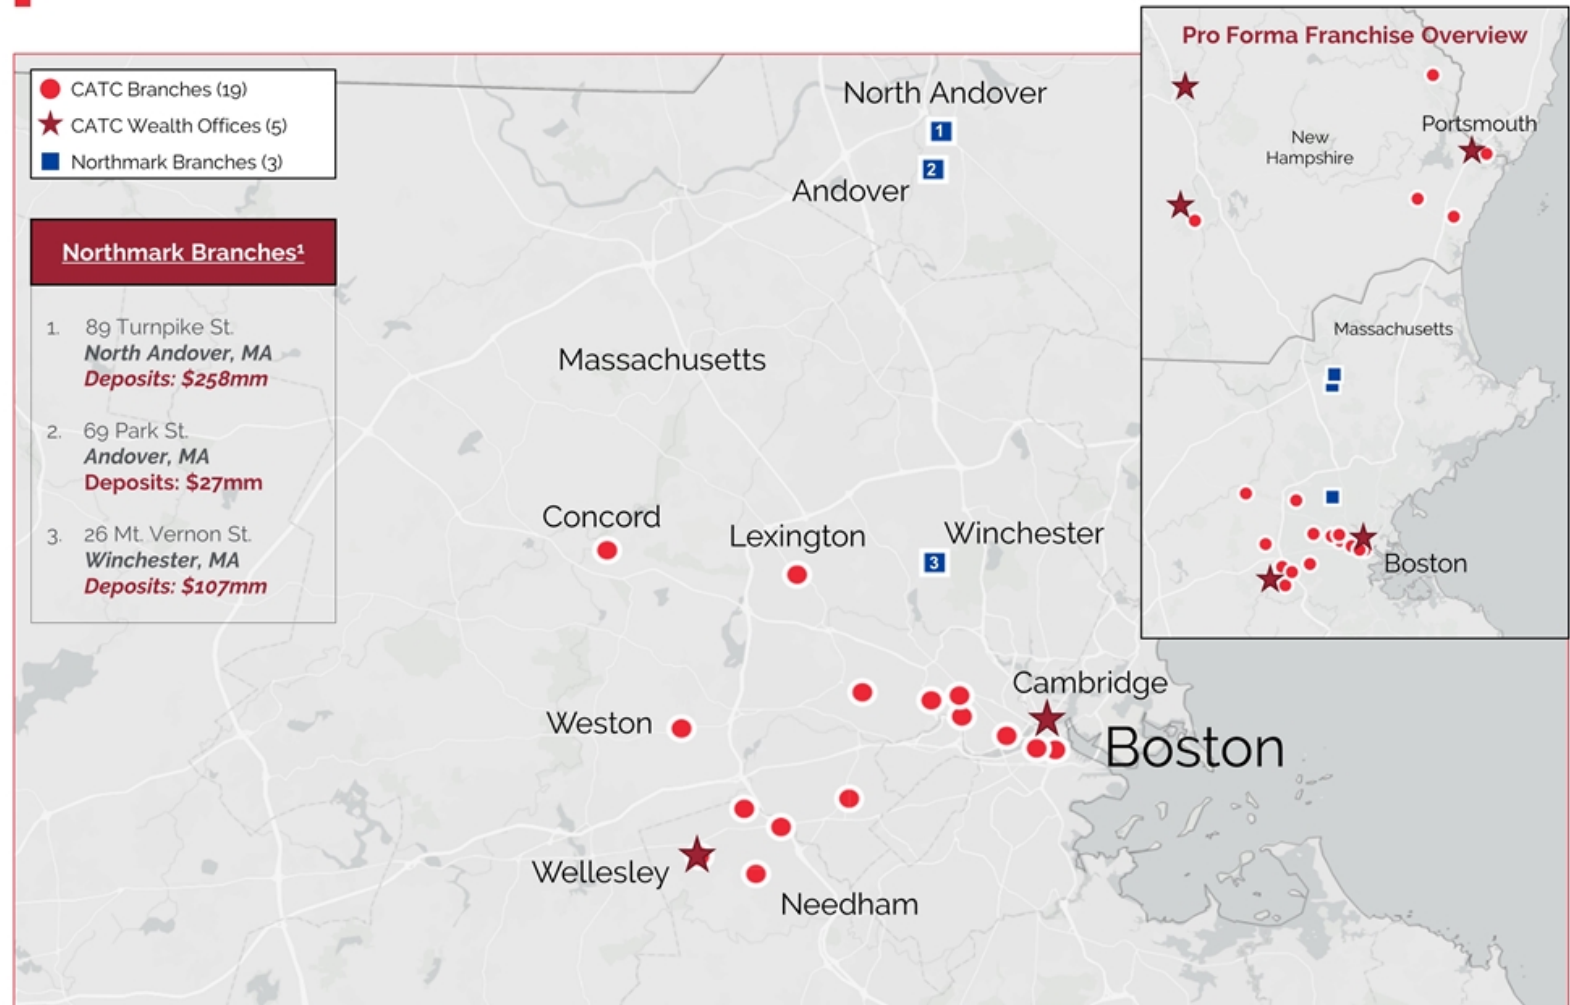 Pro Forma Franchise Overview
CATC Branches (19)
CATC Wealth Offices (5)
Northmark Branches (3)
Northmark Branches¹
1. 89 Turnpike St.
North Andover, MA
Deposits: $258mm
2. 69 Park St.
Andover, MA
Deposits: $27mm
3. 26 Mt. Vernon St.
Winchester, MA
Deposits: $107mm
North Andover
1
2
Andover
Massachusetts
Concord
Lexington
Winchester
3
Cambridge
Weston
Boston
Wellesley
Needham
Portsmouth
New
Hampshire
Massachusetts
Boston